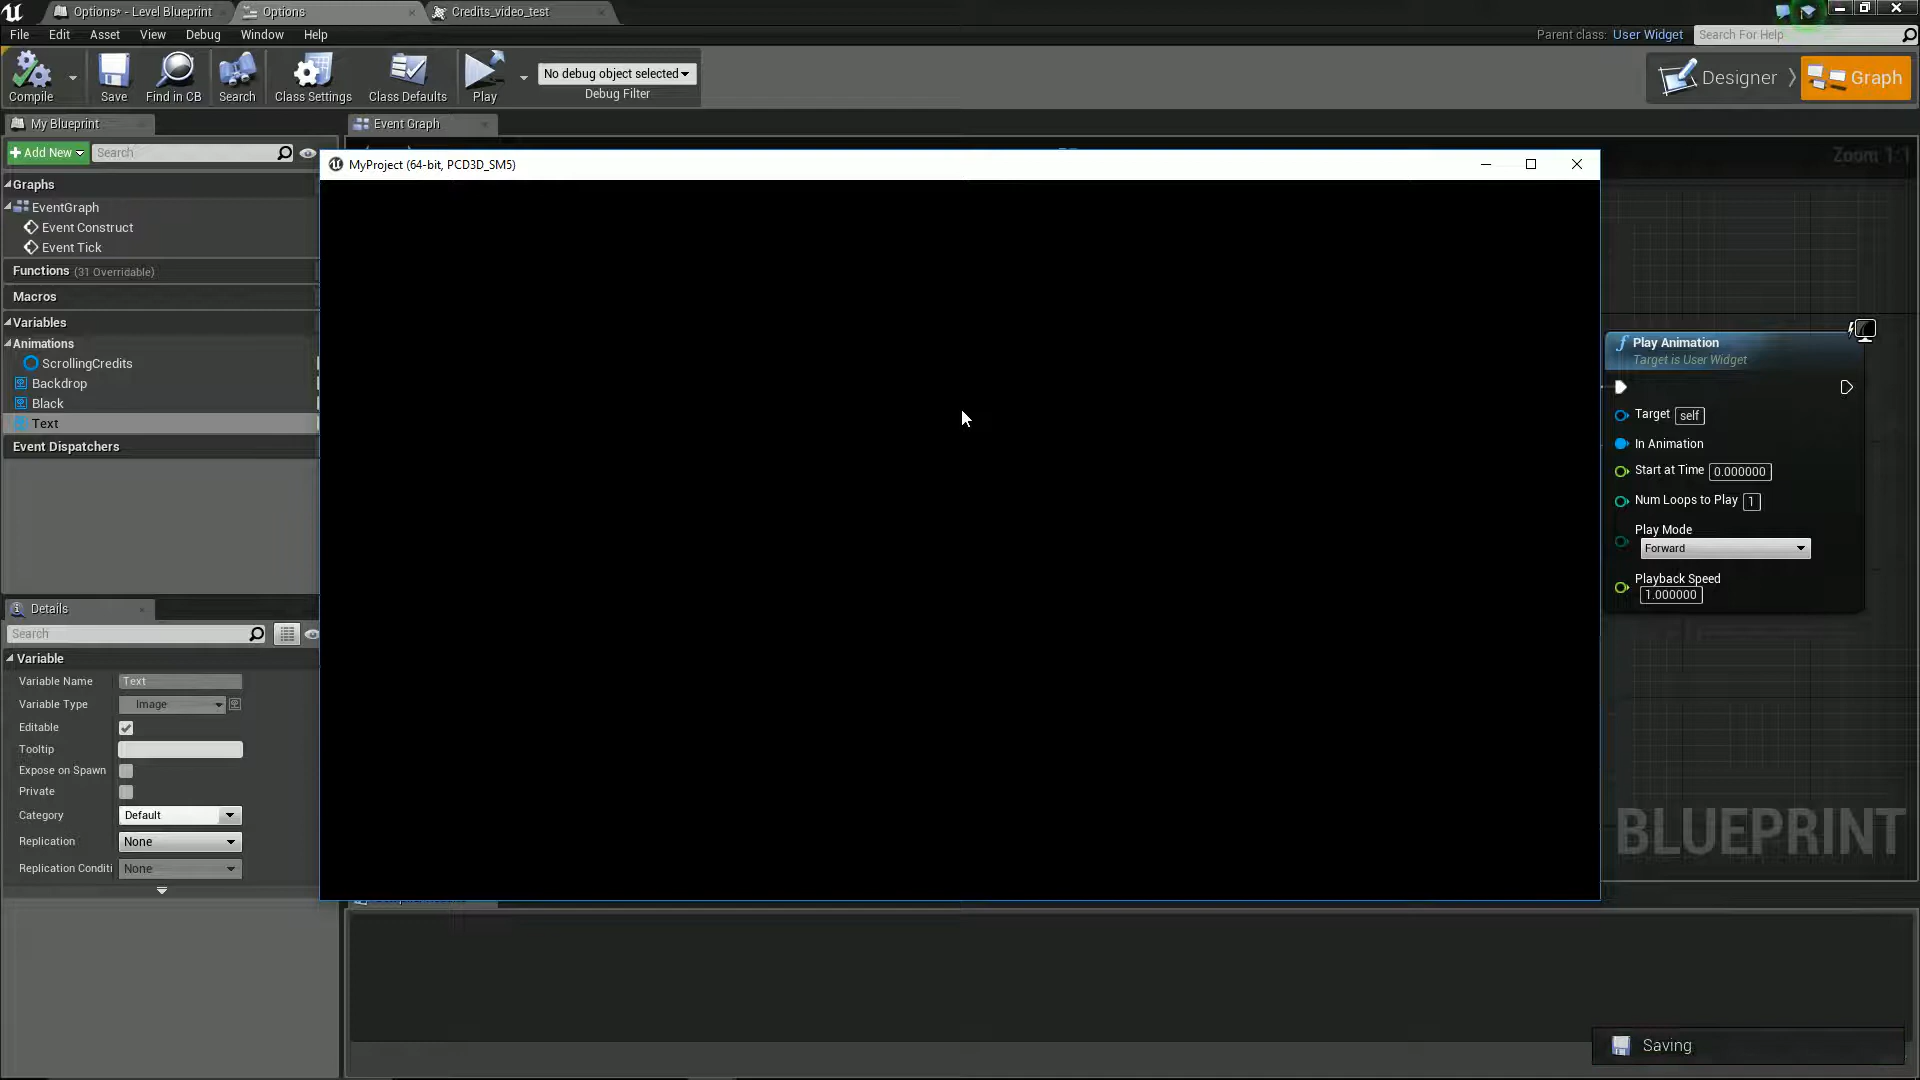 Options* - Level Blueprint
Options
Credits_video_test
File Edit Asset View Debug Window Help
Parent class: User Widget
Search For Help
Compile
Save
Find in CB
Search
Class Settings
Class Defaults
Play
No debug object selected
Debug Filter
Designer
Graph
My Blueprint
Event Graph
Add New
Search
Zoom 1:1
MyProject (64-bit, PCD3D_SM5)
Graphs
EventGraph
Event Construct
Event Tick
Functions (31 Overridable)
Macros
Variables
Animations
ScrollingCredits
Backdrop
Black
Text
Event Dispatchers
Play Animation
Target is User Widget
Target self
In Animation
Start at Time 0.000000
Num Loops to Play 1
Play Mode
Forward
Playback Speed
1.000000
Details
Search
Variable
Variable Name Text
Variable Type Image
Editable
Tooltip
Expose on Spawn
Private
Category Default
Replication None
Replication Conditi None
BLUEPRINT
Saving